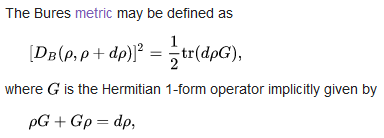 The Bures metric may be defined as
[D_B(ρ, ρ + dρ)]² = \frac{1}{2}tr(dρG),
where G is the Hermitian 1-form operator implicitly given by
ρG + Gρ = dρ,